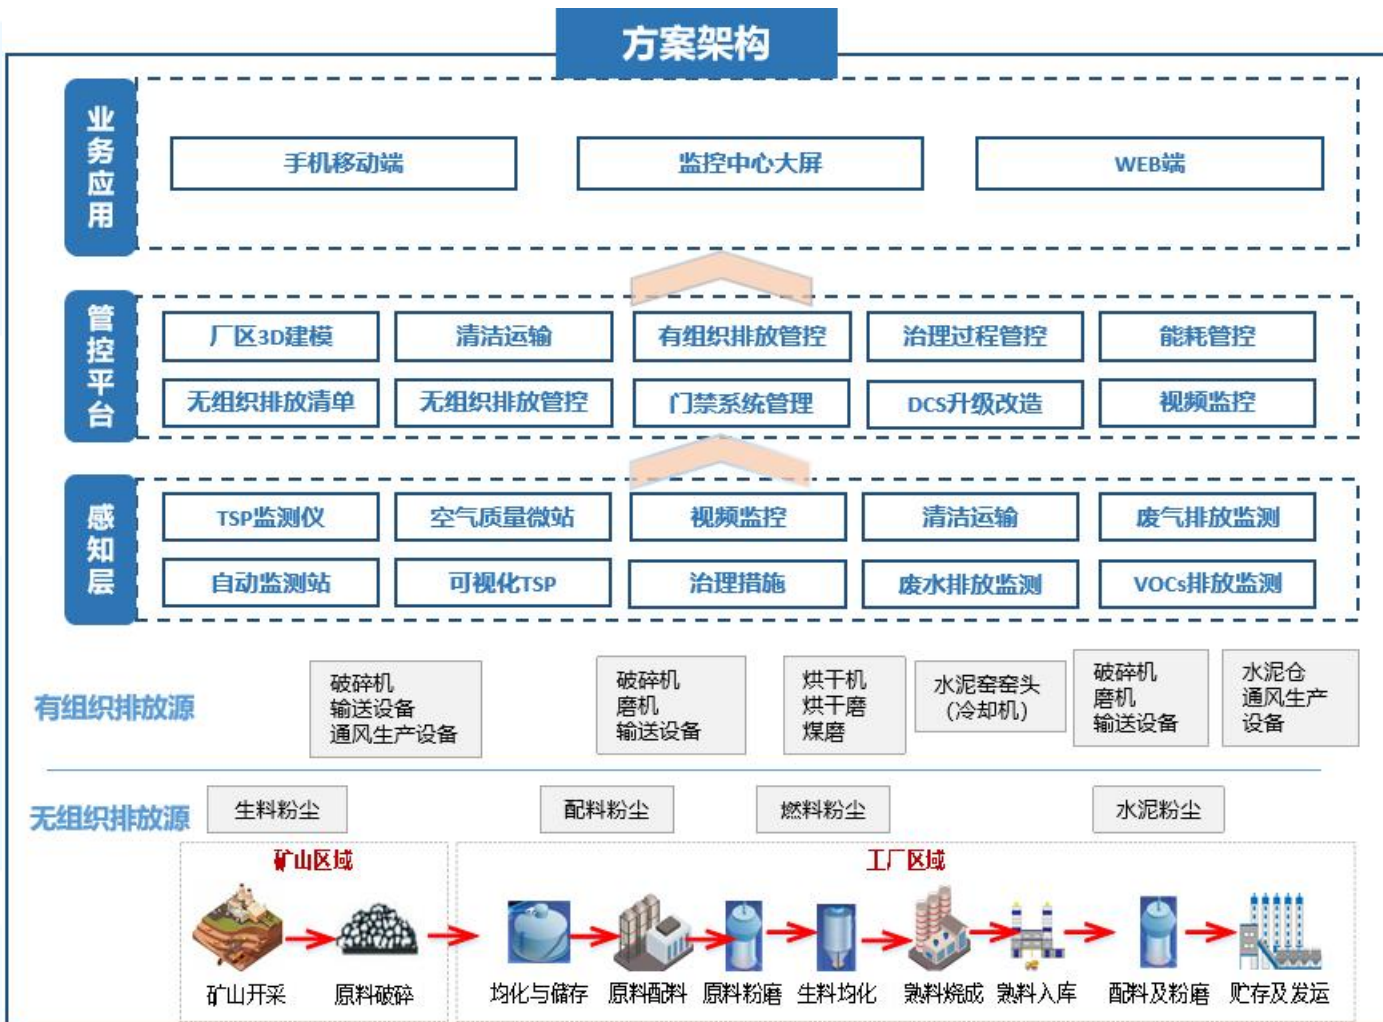 方案架构
业务应用
手机移动端
监控中心大屏
WEB端
管控平台
厂区3D建模
清洁运输
有组织排放管控
治理过程管控
能耗管控
无组织排放清单
无组织排放管控
门禁系统管理
DCS升级改造
视频监控
感知层
TSP监测仪
空气质量微站
视频监控
清洁运输
废气排放监测
自动监测站
可视化TSP
治理措施
废水排放监测
VOCs排放监测
有组织排放源
破碎机
输送设备
通风生产设备
破碎机
磨机
输送设备
烘干机
烘干磨
煤磨
水泥窑窑头
(冷却机)
破碎机
磨机
输送设备
水泥仓
通风生产
设备
无组织排放源
生料粉尘
配料粉尘
燃料粉尘
水泥粉尘
矿山区域
工厂区域
矿山开采
原料破碎
均化与储存
原料配料
原料粉磨
生料均化
熟料烧成
熟料入库
配料及粉磨
贮存及发运